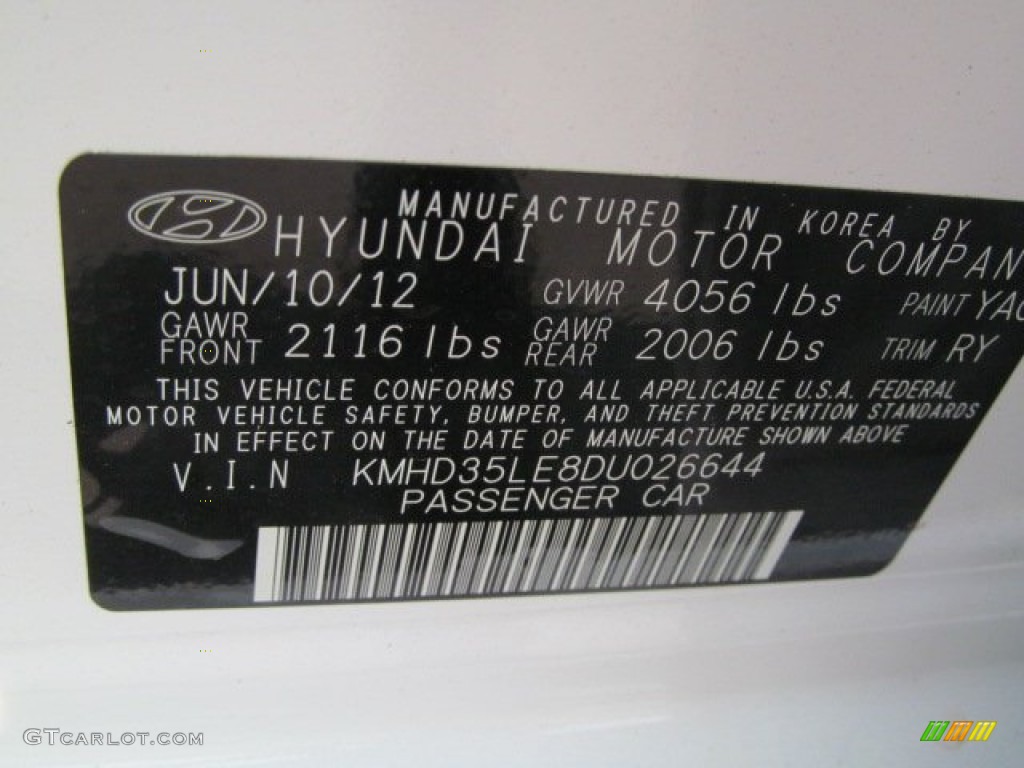 MANUFACTURED IN KOREA BY
HYUNDAI MOTOR COMPAN
JUN/10/12 GVWR 4056 lbs PAINT YAC
GAWR FRONT 2116 lbs GAWR REAR 2006 lbs TRIM RY
THIS VEHICLE CONFORMS TO ALL APPLICABLE U.S.A. FEDERAL
MOTOR VEHICLE SAFETY, BUMPER, AND THEFT PREVENTION STANDARDS
IN EFFECT ON THE DATE OF MANUFACTURE SHOWN ABOVE
V.I.N KMHD35LE8DU026644
PASSENGER CAR
GTCARLOT.COM